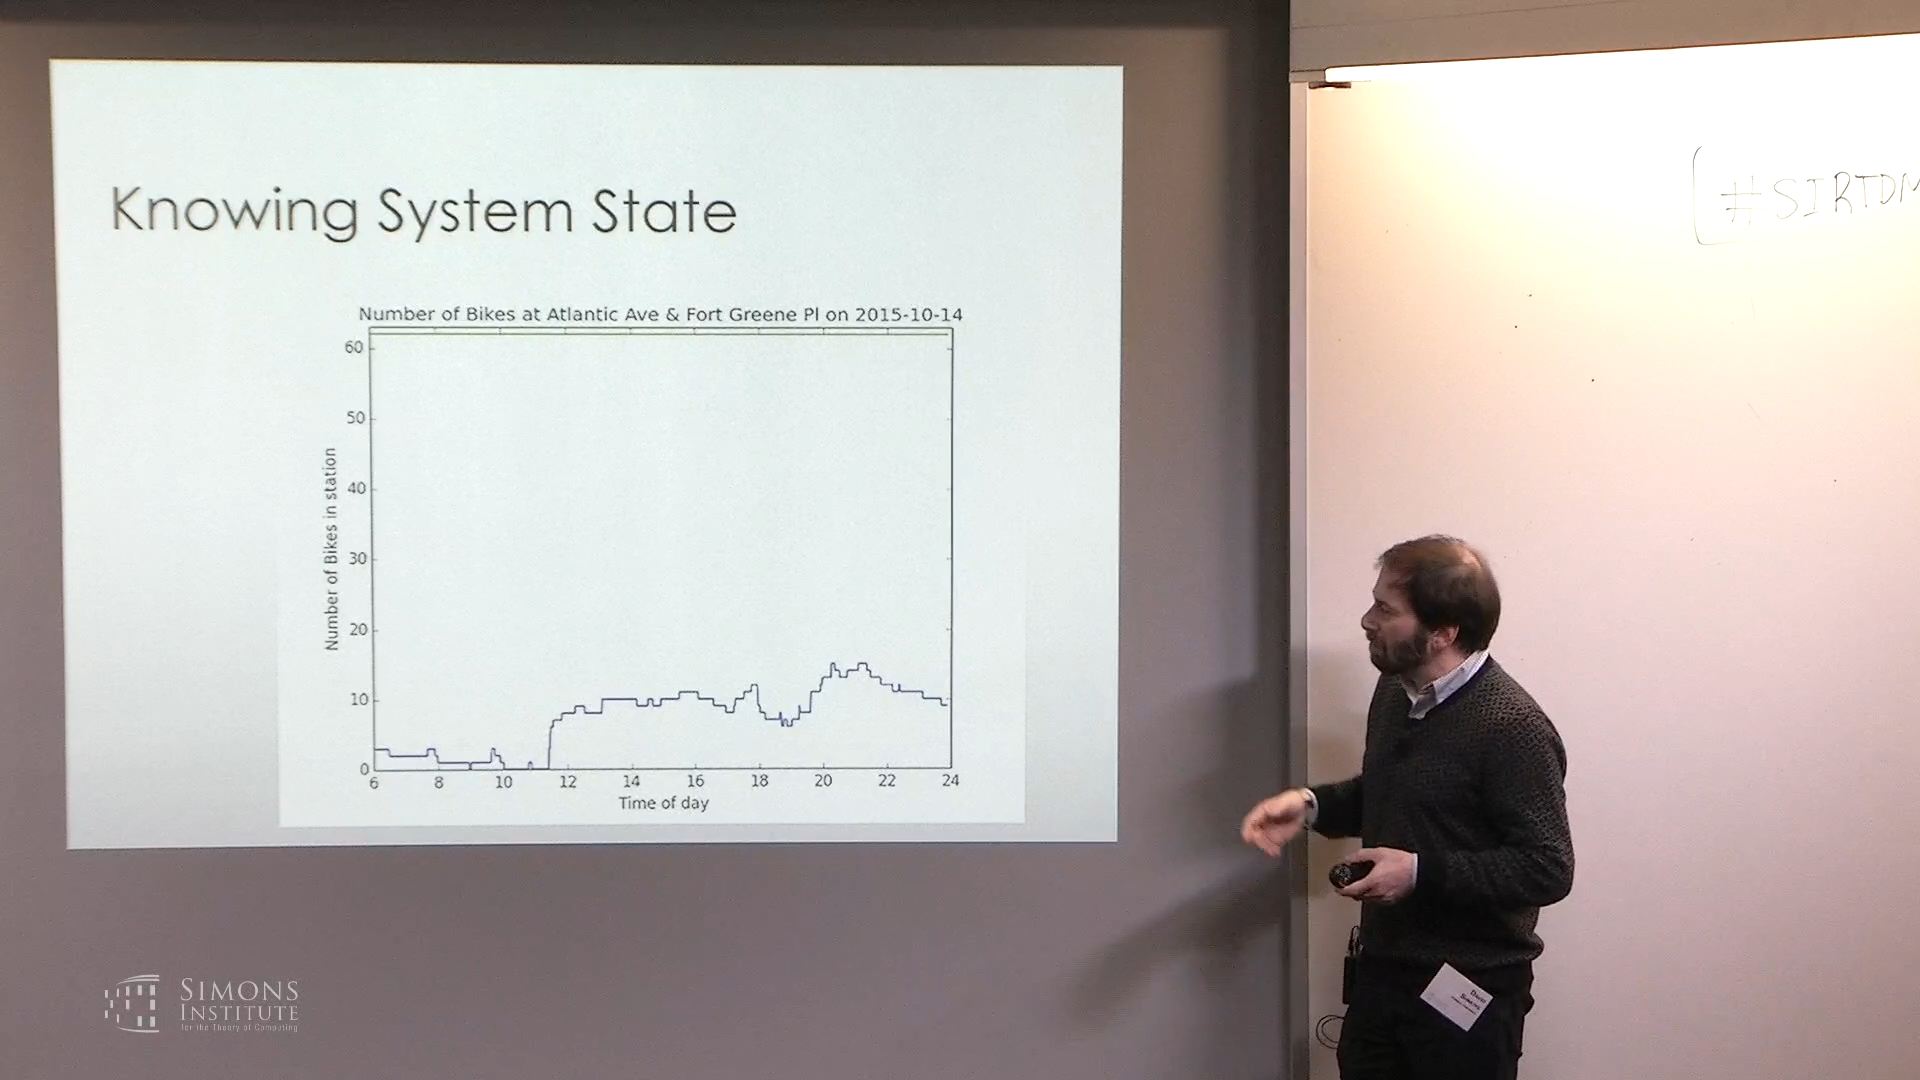 Knowing System State
Number of Bikes at Atlantic Ave & Fort Greene Pl on 2015-10-14
60
50
40
30
20
10
0
Number of Bikes in station
6 8 10 12 14 16 18 20 22 24
Time of day
#SIRTDM
SIMONS
INSTITUTE
for the Theory of Computing
DAVID